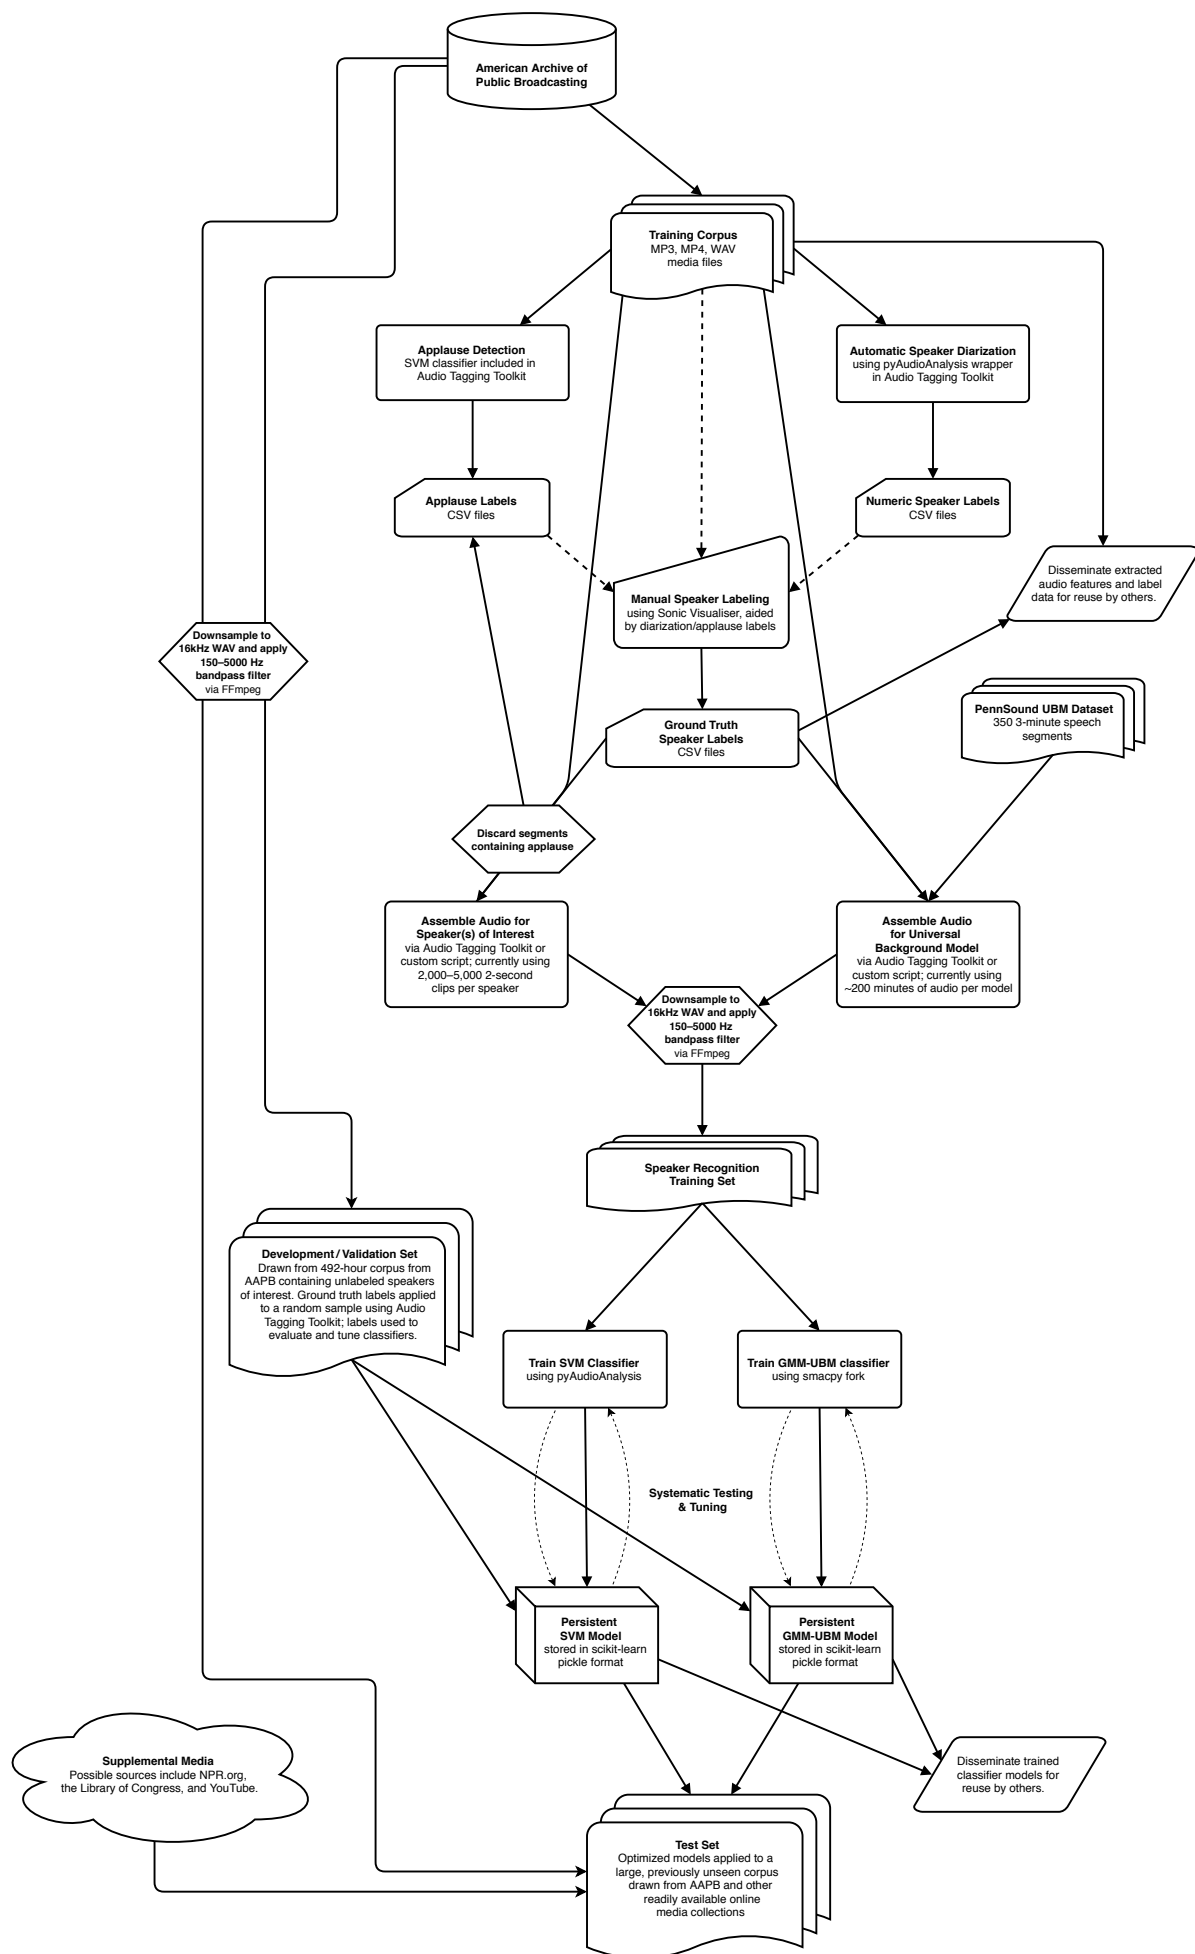 American Archive of
Public Broadcasting
Training Corpus
MP3, MP4, WAV
media files
Applause Detection
SVM classifier included in
Audio Tagging Toolkit
Automatic Speaker Diarization
using pyAudioAnalysis wrapper
in Audio Tagging Toolkit
Applause Labels
CSV files
Numeric Speaker Labels
CSV files
Disseminate extracted
audio features and label
data for reuse by others.
Manual Speaker Labeling
using Sonic Visualiser, aided
by diarization/applause labels
Downsample to
16kHz WAV and apply
150–5000 Hz
bandpass filter
via FFmpeg
Ground Truth
Speaker Labels
CSV files
PennSound UBM Dataset
350 3-minute speech
segments
Discard segments
containing applause
Assemble Audio for
Speaker(s) of Interest
via Audio Tagging Toolkit or
custom script; currently using
2,000–5,000 2-second
clips per speaker
Assemble Audio
for Universal
Background Model
via Audio Tagging Toolkit or
custom script; currently using
~200 minutes of audio per model
Downsample to
16kHz WAV and apply
150–5000 Hz
bandpass filter
via FFmpeg
Speaker Recognition
Training Set
Development/Validation Set
Drawn from 492-hour corpus from
AAPB containing unlabeled speakers
of interest. Ground truth labels applied
to a random sample using Audio
Tagging Toolkit; labels used to
evaluate and tune classifiers.
Train SVM Classifier
using pyAudioAnalysis
Train GMM-UBM classifier
using smacpy fork
Systematic Testing
& Tuning
Persistent
SVM Model
stored in scikit-learn
pickle format
Persistent
GMM-UBM Model
stored in scikit-learn
pickle format
Supplemental Media
Possible sources include NPR.org,
the Library of Congress, and YouTube.
Disseminate trained
classifier models for
reuse by others.
Test Set
Optimized models applied to a
large, previously unseen corpus
drawn from AAPB and other
readily available online
media collections